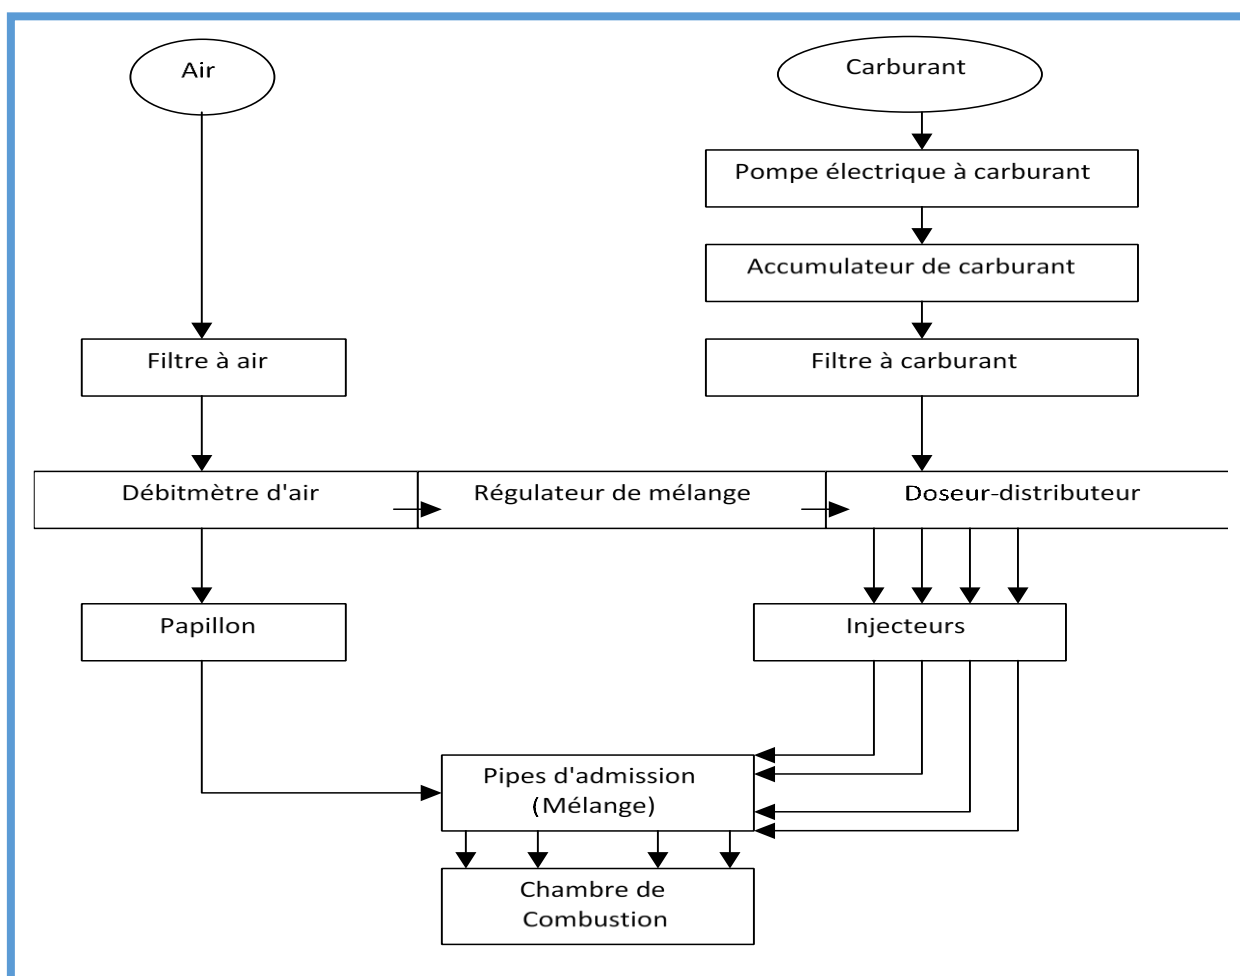 Air
Carburant
Pompe électrique à carburant
Accumulateur de carburant
Filtre à air
Filtre à carburant
Débitmètre d'air
Régulateur de mélange
Doseur-distributeur
Papillon
Injecteurs
Pipes d'admission
(Mélange)
Chambre de
Combustion